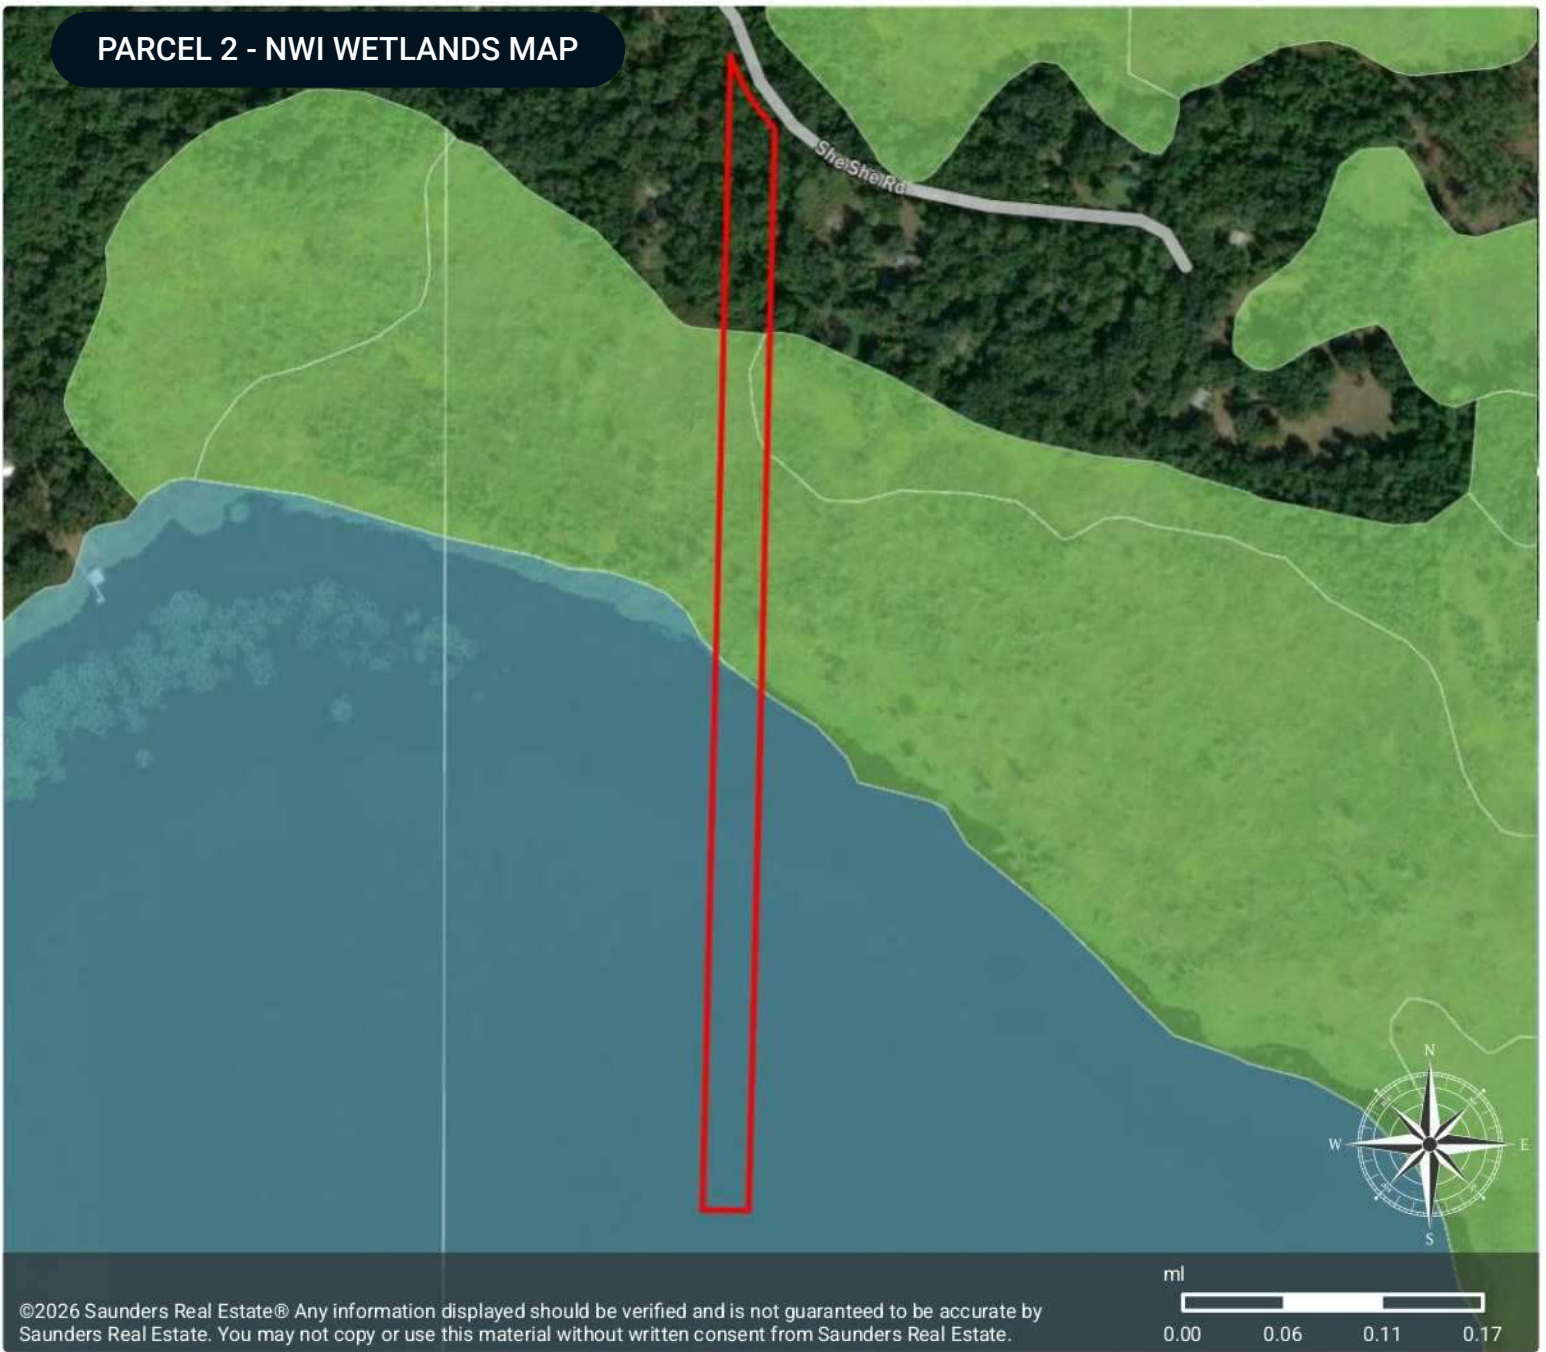 PARCEL 2 - NWI WETLANDS MAP
She She Rd
N
W
E
S
ml
0.00 0.06 0.11 0.17
©2026 Saunders Real Estate® Any information displayed should be verified and is not guaranteed to be accurate by
Saunders Real Estate. You may not copy or use this material without written consent from Saunders Real Estate.